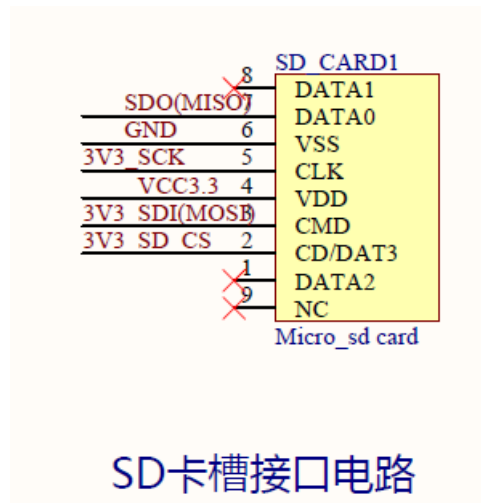 SD_CARD1
8 DATA1
SDO(MISO) 7 DATA0
GND 6 VSS
3V3_SCK 5 CLK
VCC3.3 4 VDD
3V3_SDI(MOSI) 3 CMD
3V3_SD_CS 2 CD/DAT3
1 DATA2
9 NC
Micro_sd card
SD卡槽接口电路